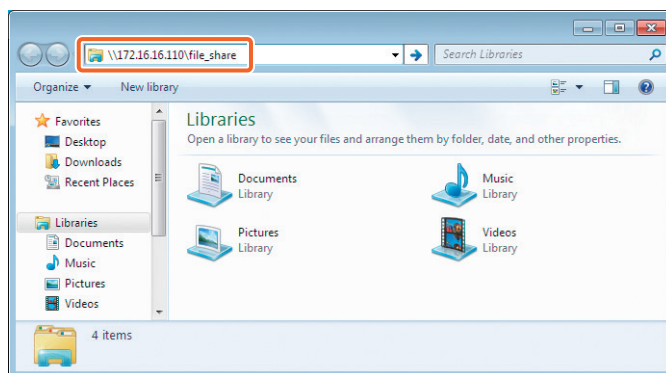 \\172.16.16.110\file_share
Search Libraries
Organize
New library
Favorites
Desktop
Downloads
Recent Places
Libraries
Documents
Music
Pictures
Videos
Libraries
Open a library to see your files and arrange them by folder, date, and other properties.
Documents
Library
Music
Library
Pictures
Library
Videos
Library
4 items